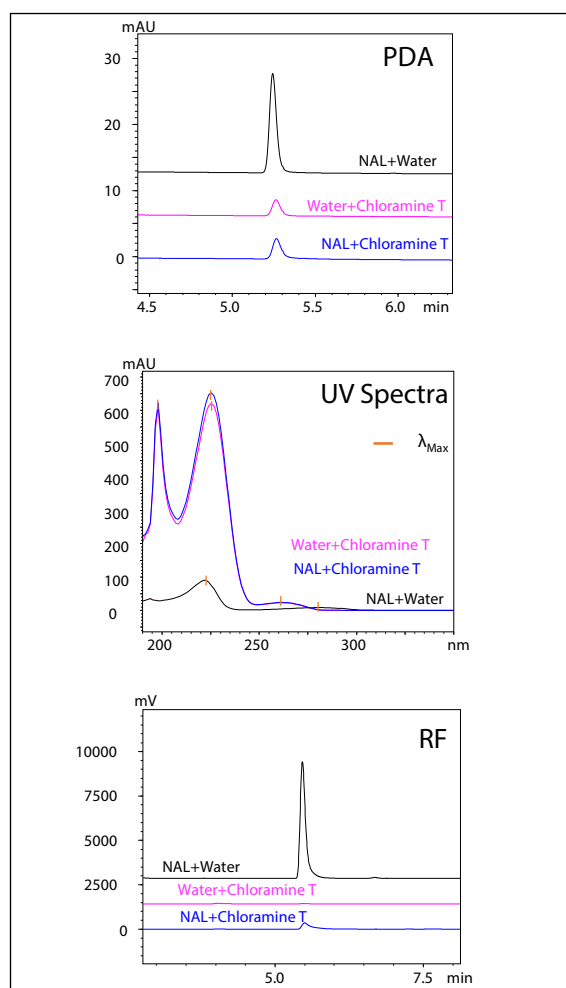 mAU
PDA
30
20
10
0
NAL+Water
Water+Chloramine T
NAL+Chloramine T
4.5 5.0 5.5 6.0 min
mAU
UV Spectra
700
600
500
400
300
200
100
0
λMax
Water+Chloramine T
NAL+Chloramine T
NAL+Water
200 250 300 nm
mV
RF
10000
7500
5000
2500
0
NAL+Water
Water+Chloramine T
NAL+Chloramine T
5.0 7.5 min